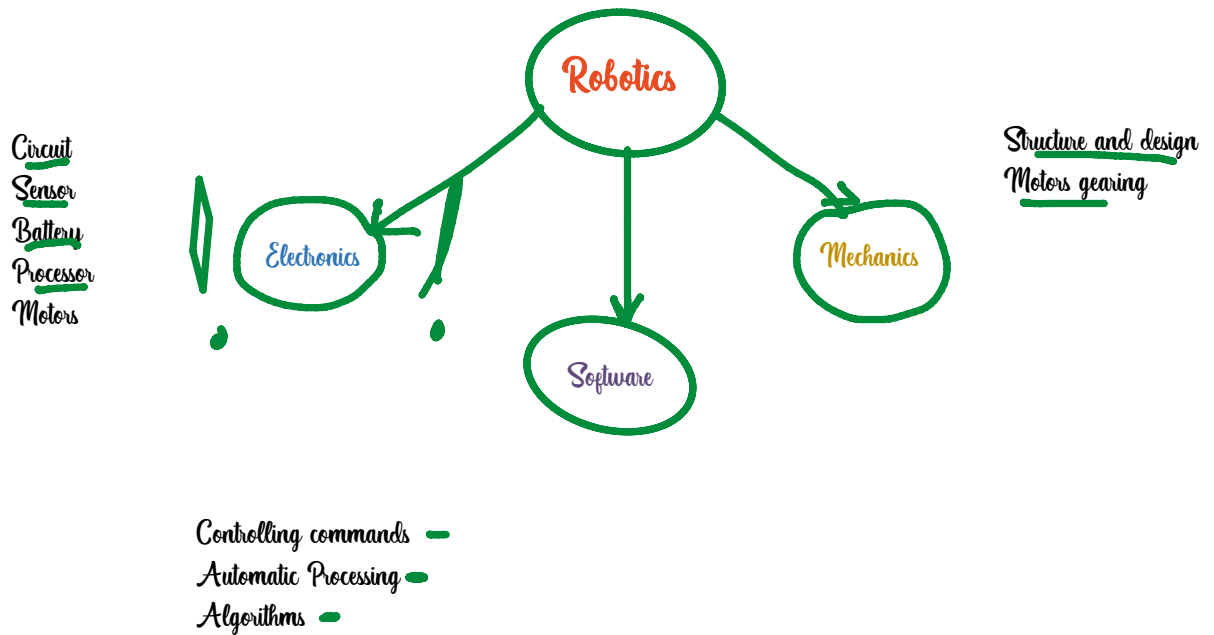 Robotics
Circuit
Sensor
Battery
Processor
Motors
Electronics
Software
Mechanics
Structure and design
Motors gearing
Controlling commands
Automatic Processing
Algorithms